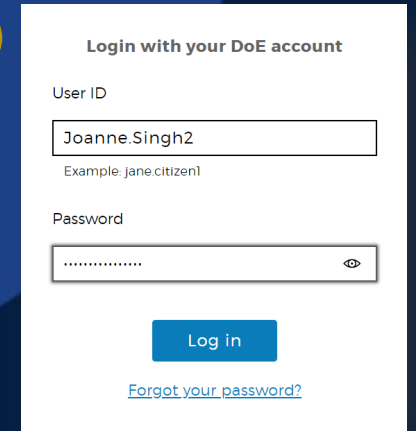 Login with your DoE account
User ID
Joanne.Singh2
Example: jane.citizen1
Password
................
Log in
Forgot your password?